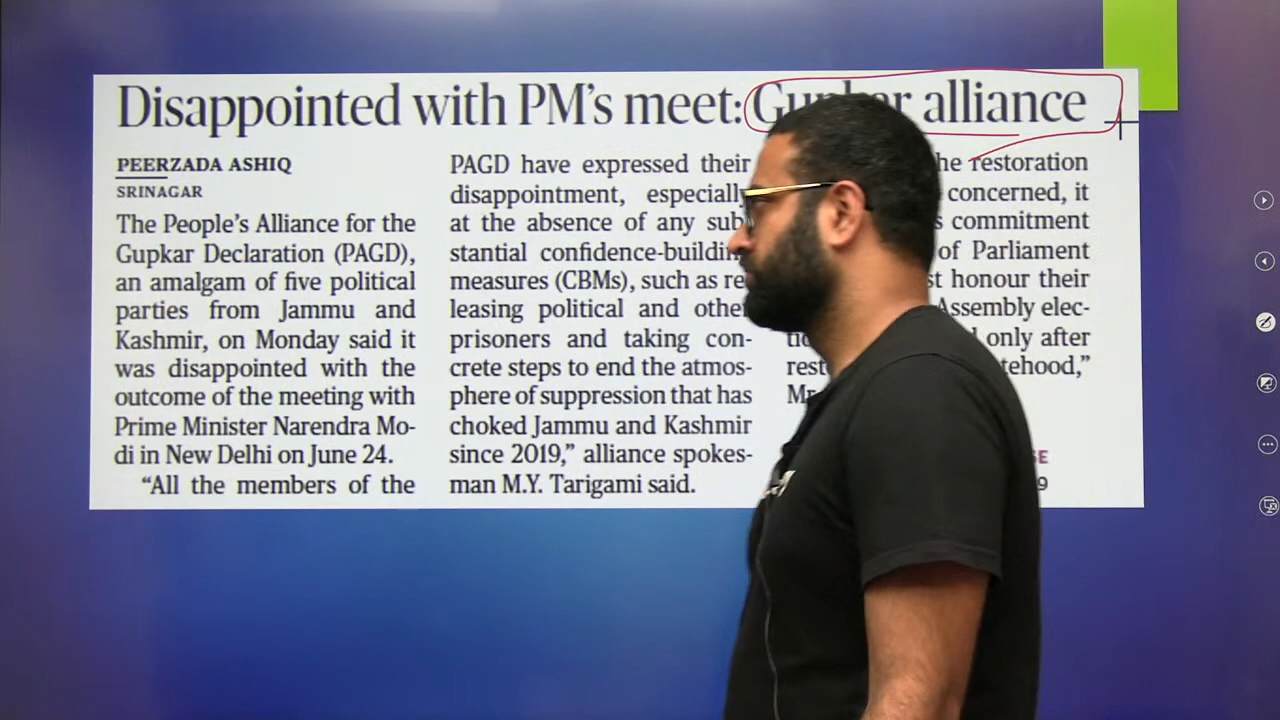 Disappointed with PM's meet: Gupkar alliance
PEERZADA ASHIQ
SRINAGAR
The People's Alliance for the
Gupkar Declaration (PAGD),
an amalgam of five political
parties from Jammu and
Kashmir, on Monday said it
was disappointed with the
outcome of the meeting with
Prime Minister Narendra Mo-
di in New Delhi on June 24.
“All the members of the
PAGD have expressed their
disappointment, especially
at the absence of any sub
stantial confidence-building
measures (CBMs), such as re
leasing political and other
prisoners and taking con-
crete steps to end the atmos-
phere of suppression that has
choked Jammu and Kashmir
since 2019,” alliance spokes-
man M.Y. Tarigami said.
restoration
concerned, it
commitment
of Parliament
honour their
Assembly elec-
only after